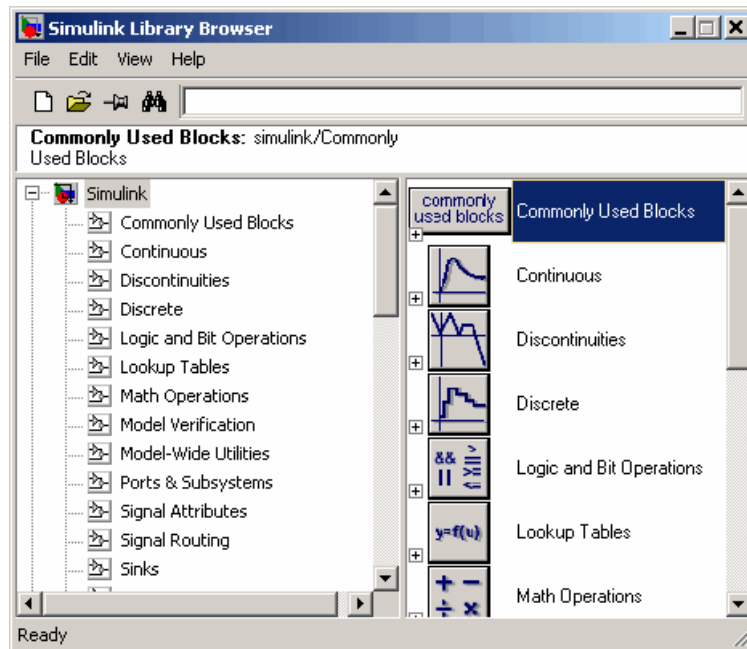 Simulink Library Browser
File Edit View Help
Commonly Used Blocks: simulink/Commonly
Used Blocks
Simulink
Commonly Used Blocks
Continuous
Discontinuities
Discrete
Logic and Bit Operations
Lookup Tables
Math Operations
Model Verification
Model-Wide Utilities
Ports & Subsystems
Signal Attributes
Signal Routing
Sinks
commonly
used blocks
Commonly Used Blocks
Continuous
Discontinuities
Discrete
&& > 
|| >=
<=
Logic and Bit Operations
y=f(u)
Lookup Tables
+ −
÷ ×
Math Operations
Ready